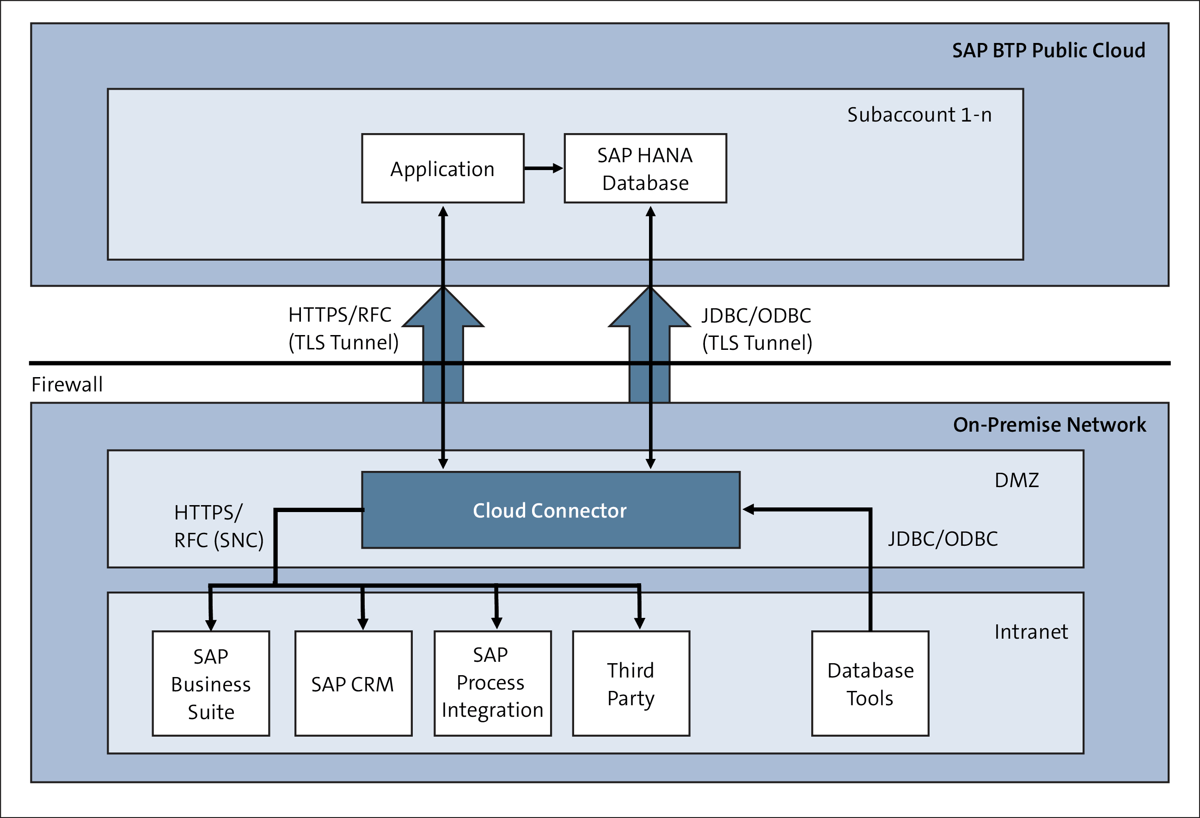 SAP BTP Public Cloud
Subaccount 1-n
Application
SAP HANA
Database
HTTPS/RFC
(TLS Tunnel)
JDBC/ODBC
(TLS Tunnel)
Firewall
On-Premise Network
DMZ
Cloud Connector
HTTPS/
RFC (SNC)
JDBC/ODBC
Intranet
SAP
Business
Suite
SAP CRM
SAP
Process
Integration
Third
Party
Database
Tools